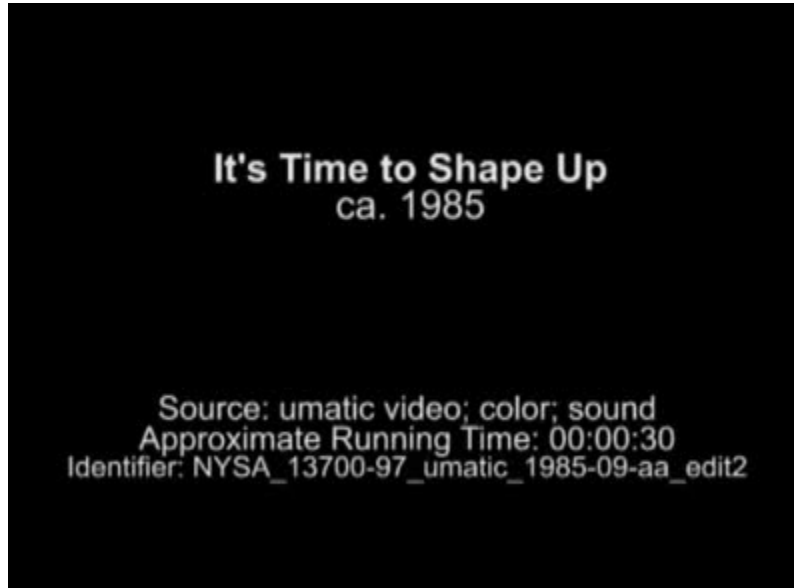 It's Time to Shape Up
ca. 1985
Source: umatic video; color; sound
Approximate Running Time: 00:00:30
Identifier: NYSA_13700-97_umatic_1985-09-aa_edit2